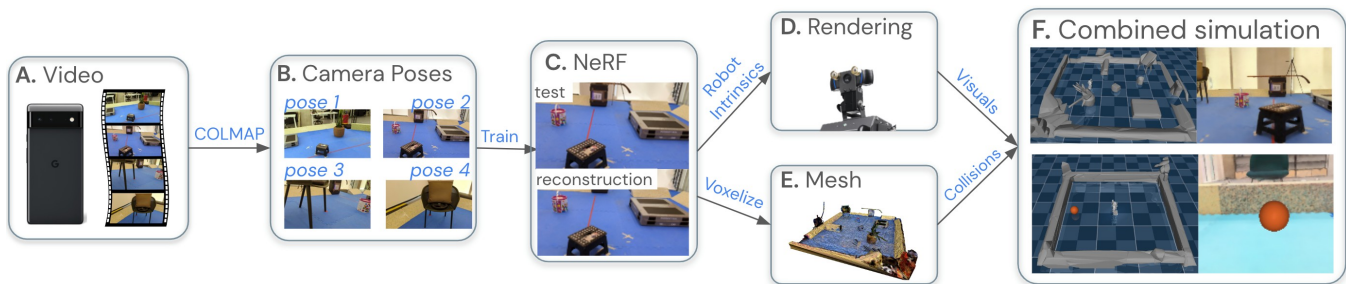 A. Video
COLMAP
B. Camera Poses
pose 1
pose 2
pose 3
pose 4
Train
C. NeRF
test
reconstruction
Robot
Intrinsics
Voxelize
D. Rendering
E. Mesh
Visuals
Collisions
F. Combined simulation